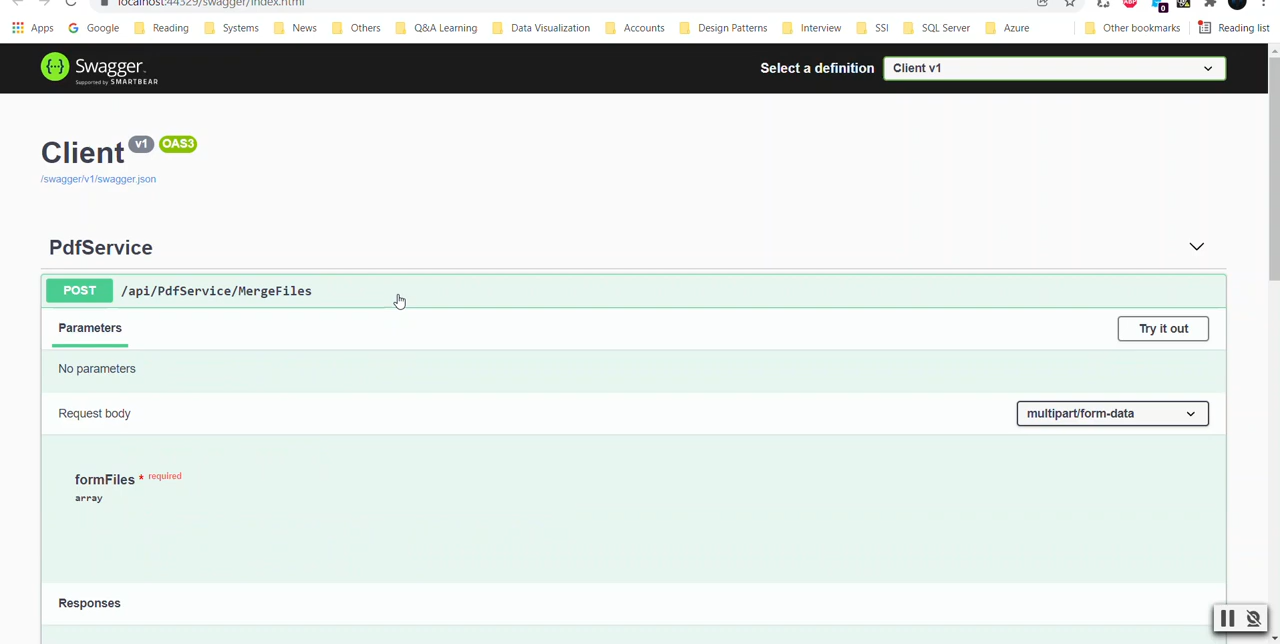 localhost:44329/swagger/index.html
Apps Google Reading Systems News Others Q&A Learning Data Visualization Accounts Design Patterns Interview SSI SQL Server Azure Other bookmarks Reading list
Swagger
Supported by SMARTBEAR
Select a definition Client v1
Client v1 OAS3
/swagger/v1/swagger.json
PdfService
POST /api/PdfService/MergeFiles
Parameters Try it out
No parameters
Request body multipart/form-data
formFiles * required
array
Responses